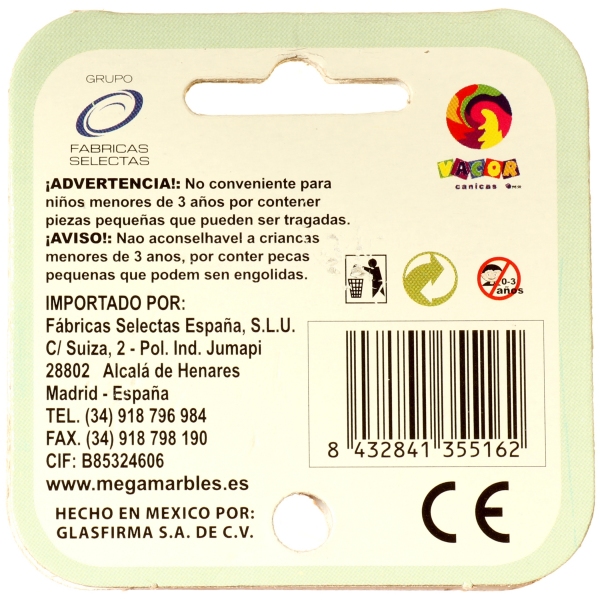 GRUPO
FABRICAS
SELECTAS
VACOR
canicas
¡ADVERTENCIA!: No conveniente para
niños menores de 3 años por contener
piezas pequeñas que pueden ser tragadas.
¡AVISO!: Nao aconselhavel a criancas
menores de 3 anos, por conter pecas
pequenas que podem ser engolidas.
0-3
años
IMPORTADO POR:
Fábricas Selectas España, S.L.U.
C/ Suiza, 2 - Pol. Ind. Jumapi
28802 Alcalá de Henares
Madrid - España
TEL. (34) 918 796 984
FAX. (34) 918 798 190
CIF: B85324606
www.megamarbles.es
8 432841 355162
HECHO EN MEXICO POR:
GLASFIRMA S.A. DE C.V.
CE